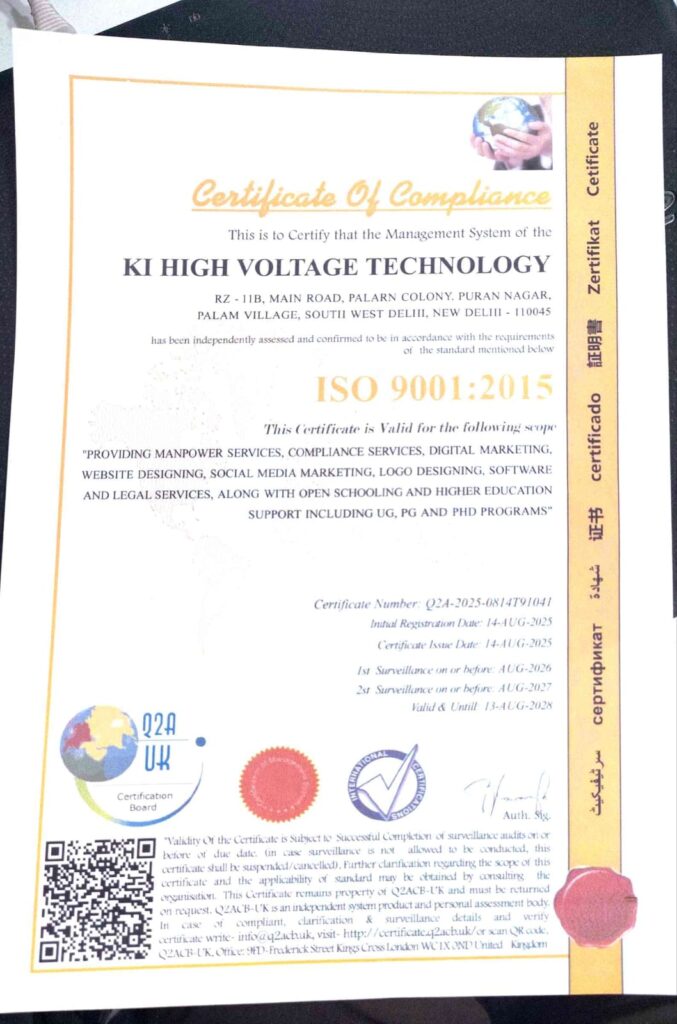 Certificate Of Compliance
This is to Certify that the Management System of the
KI HIGH VOLTAGE TECHNOLOGY
RZ - 11B, MAIN ROAD, PALARN COLONY, PURAN NAGAR,
PALAM VILLAGE, SOUTH WEST DELHI, NEW DELHI - 110045
has been independently assessed and confirmed to be in accordance with the requirements
of the standard mentioned below
ISO 9001:2015
This Certificate is Valid for the following scope
"PROVIDING MANPOWER SERVICES, COMPLIANCE SERVICES, DIGITAL MARKETING,
WEBSITE DESIGNING, SOCIAL MEDIA MARKETING, LOGO DESIGNING, SOFTWARE
AND LEGAL SERVICES, ALONG WITH OPEN SCHOOLING AND HIGHER EDUCATION
SUPPORT INCLUDING UG, PG AND PHD PROGRAMS"
Certificate Number: Q2A-2025-0814T91041
Initial Registration Date: 14-AUG-2025
Certificate Issue Date: 14-AUG-2025
1st Surveillance on or before: AUG-2026
2st Surveillance on or before: AUG-2027
Valid & Untill: 13-AUG-2028
Q2A
UK
Certification
Board
INTERNATIONAL
CERTIFICATIONS
Auth. Sig.
"Validity Of the Certificate is Subject to Successful Completion of surveillance audits on or
before of due date. (in case surveillance is not allowed to be conducted, this
certificate shall be suspended/cancelled). Further clarification regarding the scope of this
certificate and the applicability of standard may be obtained by consulting the
organisation. This Certificate remains property of Q2ACB-UK and must be returned
on request. Q2ACB-UK is an independent system product and personal assessment body.
In case of compliant, clarification & surveillance details and verify
certificate write- info@q2acb.uk, visit- http://certificate.q2acb.uk/or scan QR code.
Q2ACB-UK, Office: 9FD-Frederick Street Kings Cross London WC1X 0ND United Kingdom
سرٹیفیکیٹ сертификат شهادة 证书 certificado 証明書 Zertifikat Cetificate